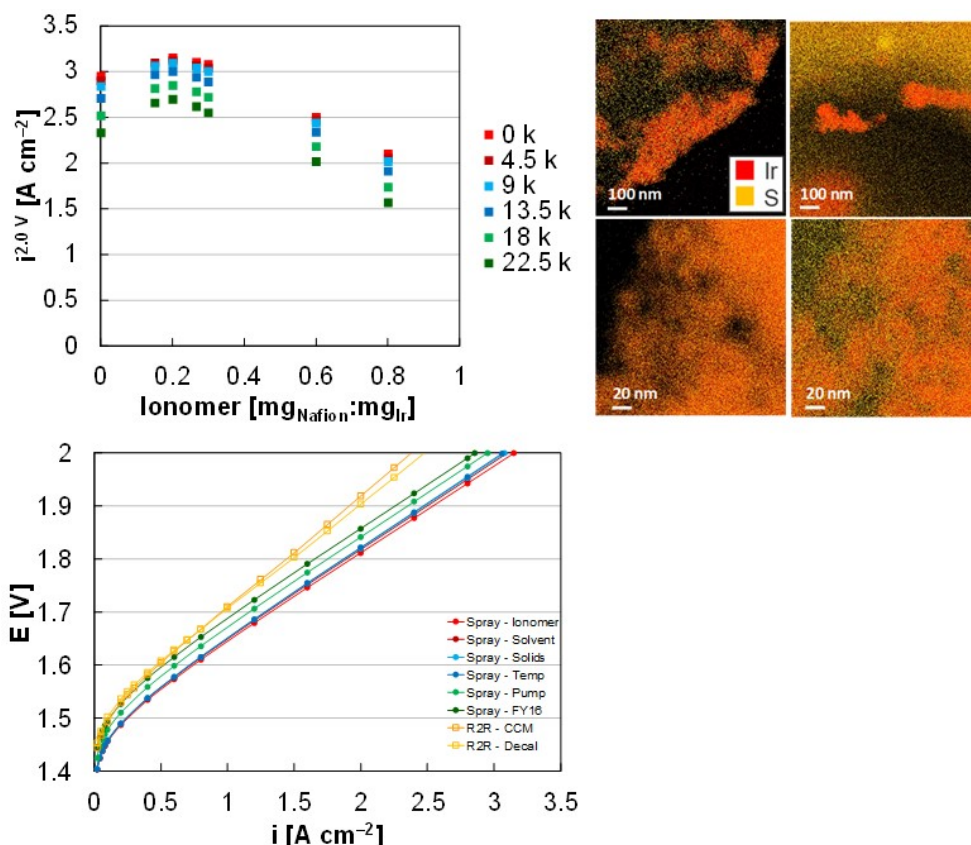 3.5
3
2.5
2
1.5
1
0.5
0
i2.0 V [A cm−2]
0 0.2 0.4 0.6 0.8 1
Ionomer [mgNafion:mgIr]
0 k
4.5 k
9 k
13.5 k
18 k
22.5 k
Ir
S
100 nm
100 nm
20 nm
20 nm
2
1.9
1.8
1.7
1.6
1.5
1.4
E [V]
Spray - Ionomer
Spray - Solvent
Spray - Solids
Spray - Temp
Spray - Pump
Spray - FY16
R2R - CCM
R2R - Decal
0 0.5 1 1.5 2 2.5 3 3.5
i [A cm−2]